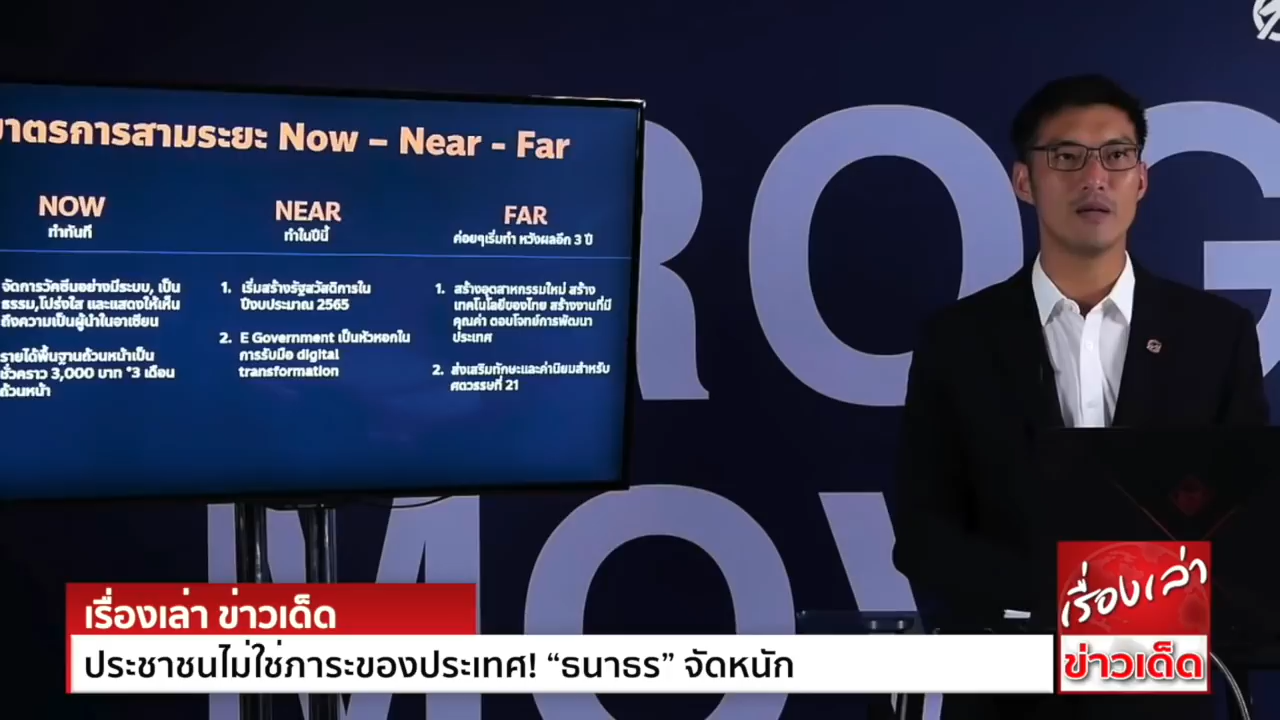 มาตรการสามระยะ Now – Near - Far
NOW
ทำทันที
จัดการวัคซีนอย่างมีระบบ, เป็น
ธรรม,โปร่งใส และแสดงให้เห็น
ถึงความเป็นผู้นำในอาเซียน
รายได้พื้นฐานถ้วนหน้าเป็น
ชั่วคราว 3,000 บาท *3 เดือน
ถ้วนหน้า
NEAR
ทำในปีนี้
1. เริ่มสร้างรัฐสวัสดิการใน
ปีงบประมาณ 2565
2. E Government เป็นหัวหอกใน
การรับมือ digital
transformation
FAR
ค่อยๆเริ่มทำ หวังผลอีก 3 ปี
1. สร้างอุตสาหกรรมใหม่ สร้าง
เทคโนโลยีของไทย สร้างงานที่มี
คุณค่า ตอบโจทย์การพัฒนา
ประเทศ
2. ส่งเสริมทักษะและค่านิยมสำหรับ
ศตวรรษที่ 21
ROG
MOV
เรื่องเล่า ข่าวเด็ด
ประชาชนไม่ใช่ภาระของประเทศ! “ธนาธร” จัดหนัก
เรื่องเล่า
ข่าวเด็ด